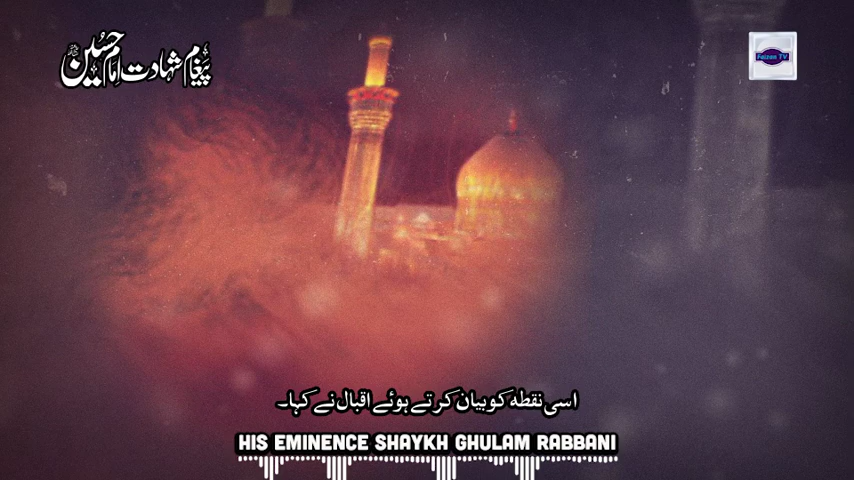 پیغام شہادت امام حسین
Faizan TV
اسی نقطہ کو بیان کرتے ہوئے اقبال نے کہا۔
HIS EMINENCE SHAYKH GHULAM RABBANI